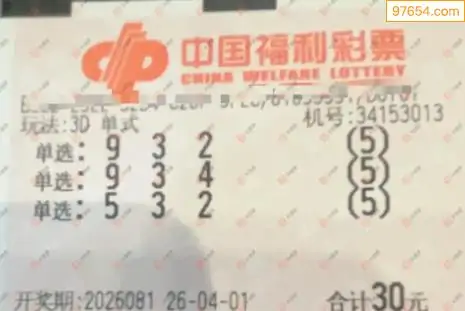 97654.com
中国福利彩票
CHINA WELFARE LOTTERY
玩法:3D 单式
机号:34153013
单选: 9 3 2 (5)
单选: 9 3 4 (5)
单选: 5 3 2 (5)
开奖期:2026081 26-04-01 合计30元